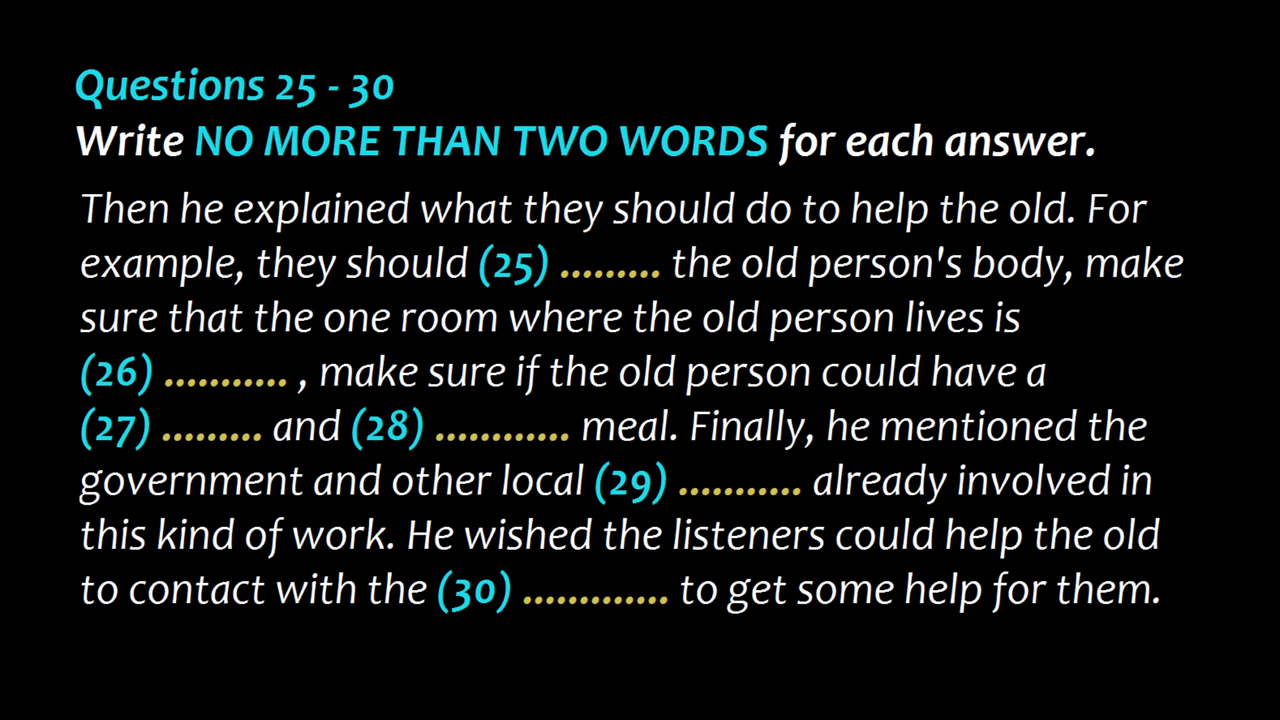 Questions 25 - 30
Write NO MORE THAN TWO WORDS for each answer.
Then he explained what they should do to help the old. For
example, they should (25) ......... the old person's body, make
sure that the one room where the old person lives is
(26) ........... , make sure if the old person could have a
(27) ......... and (28) ............ meal. Finally, he mentioned the
government and other local (29) ........... already involved in
this kind of work. He wished the listeners could help the old
to contact with the (30) ............. to get some help for them.